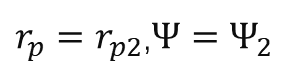 r_p = r_{p2}, Ψ = Ψ_2